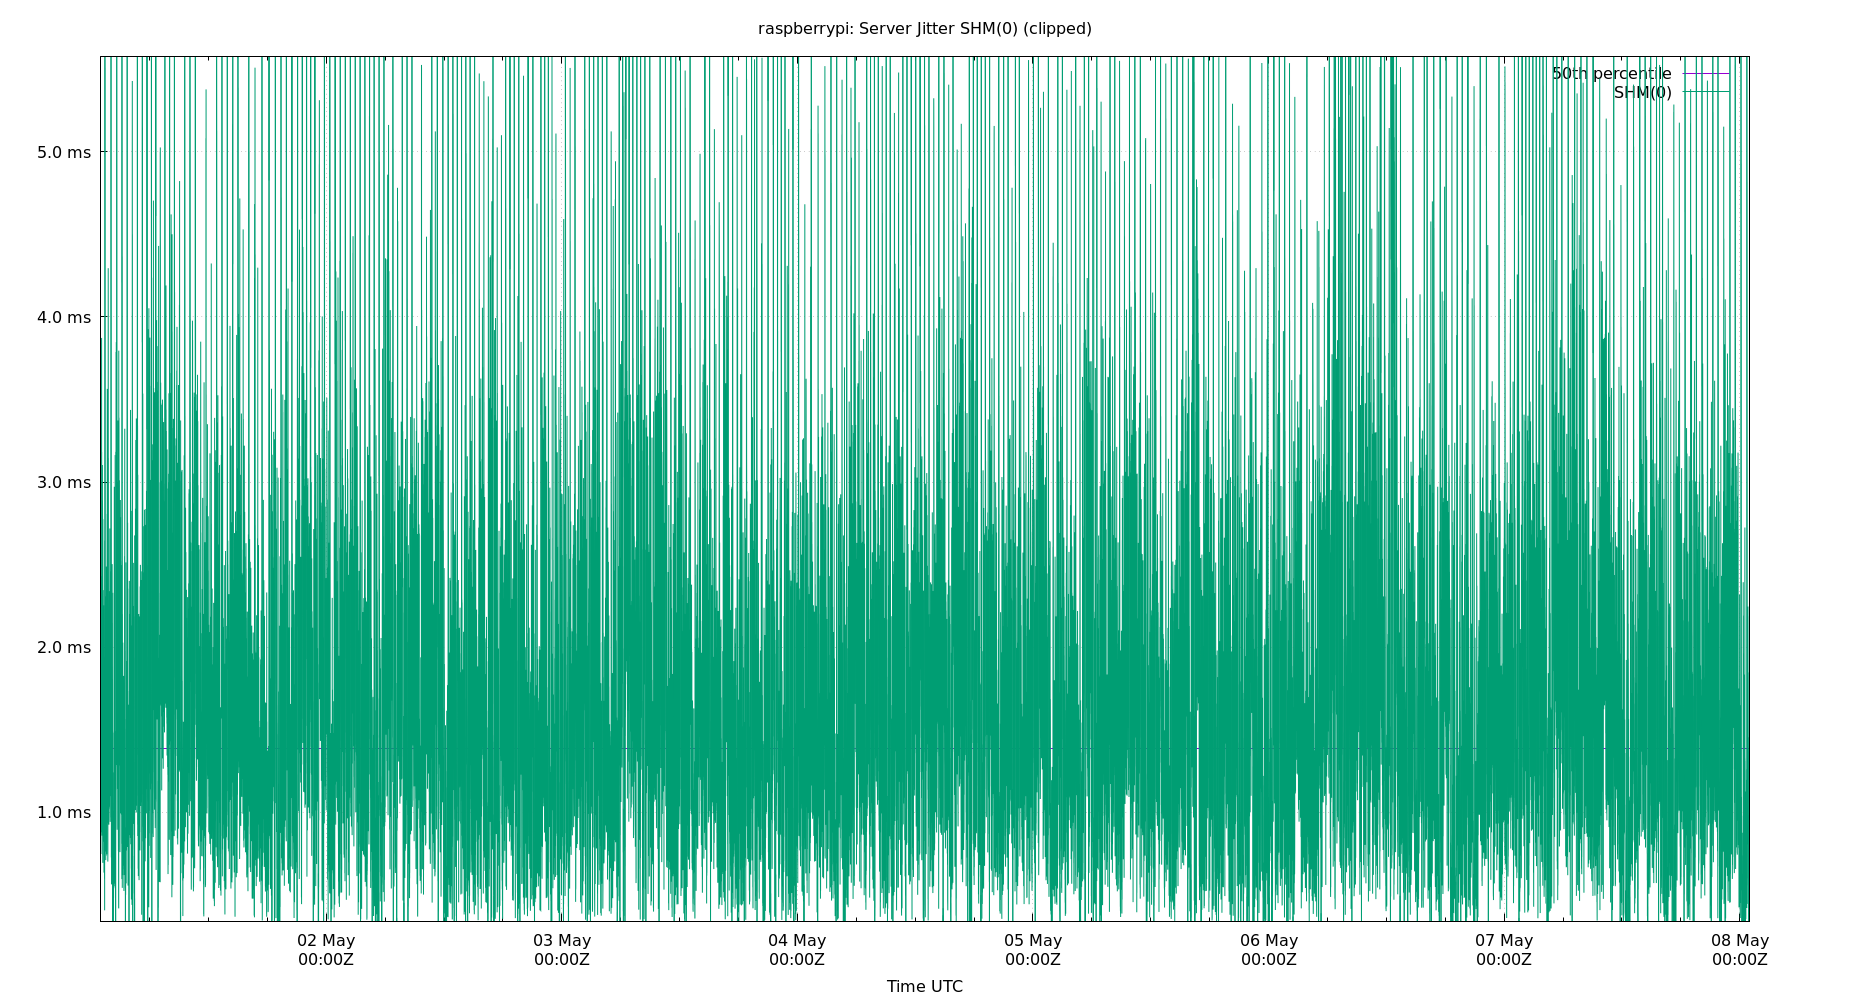 raspberrypi: Server Jitter SHM(0) (clipped)
50th percentile
SHM(0)
5.0 ms
4.0 ms
3.0 ms
2.0 ms
1.0 ms
02 May 03 May 04 May 05 May 06 May 07 May 08 May
00:00Z 00:00Z 00:00Z 00:00Z 00:00Z 00:00Z 00:00Z
Time UTC